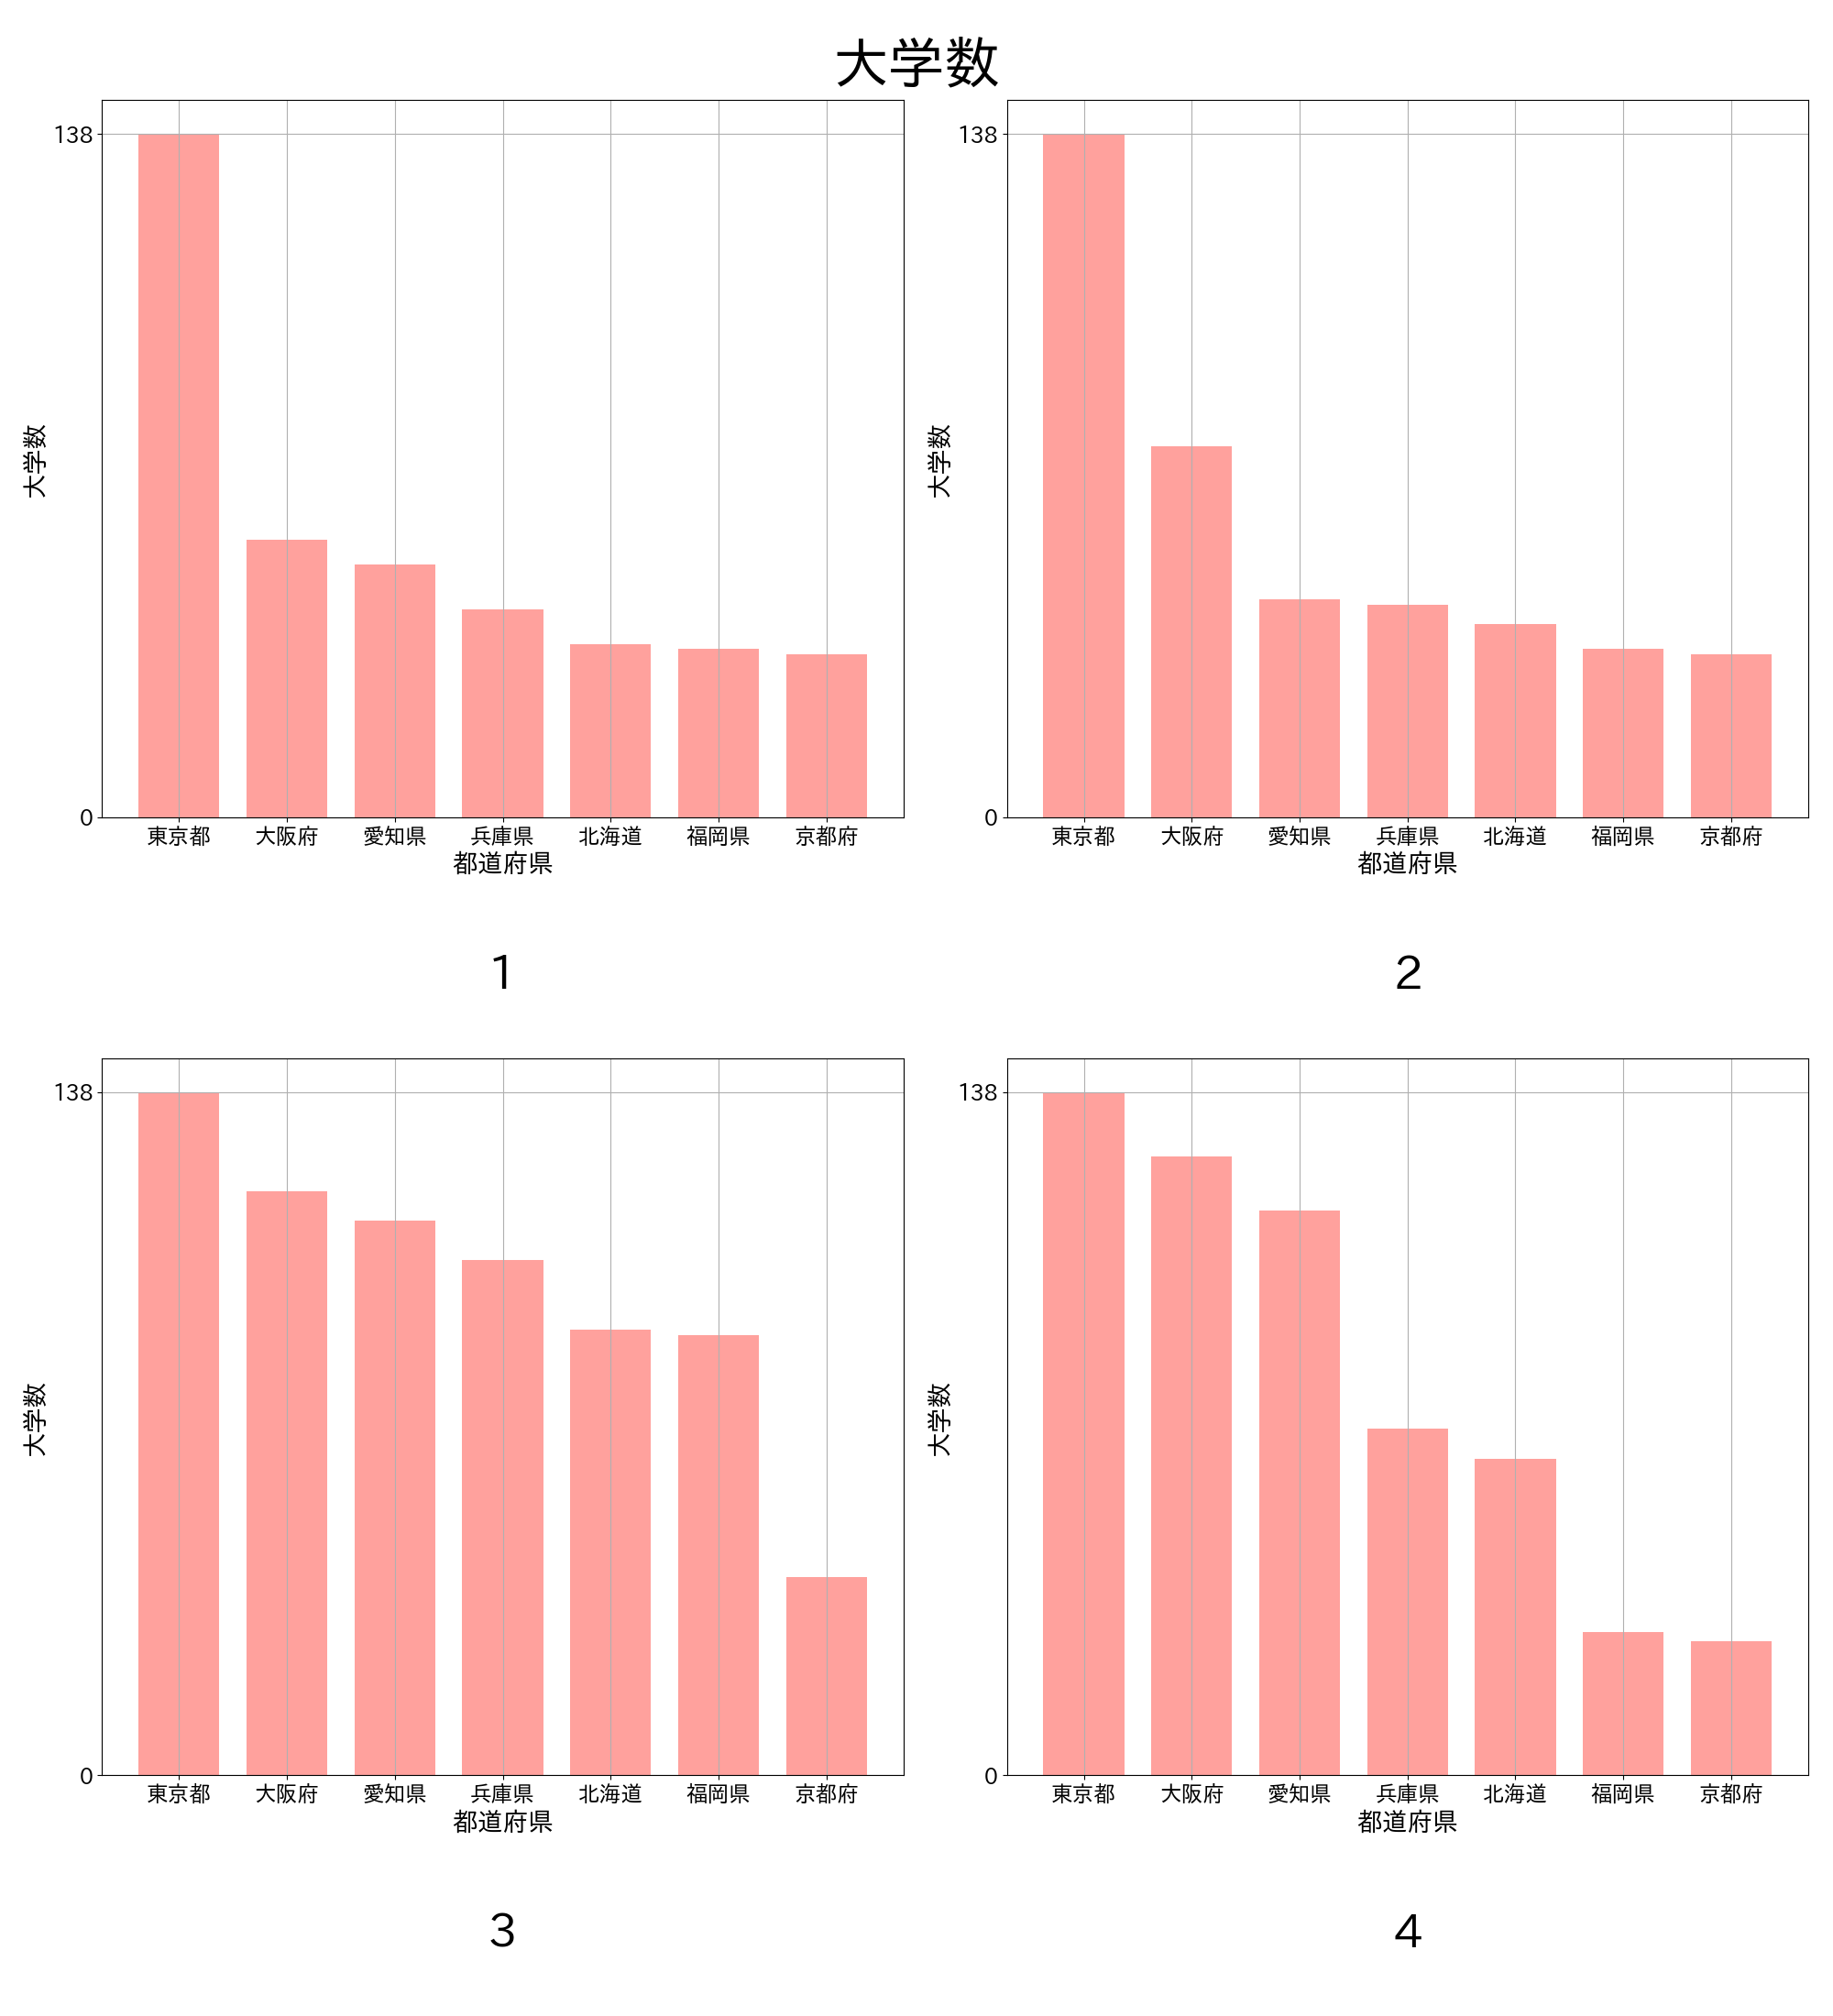 大学数
138
大学数
0
東京都 大阪府 愛知県 兵庫県 北海道 福岡県 京都府
都道府県
1
138
大学数
0
東京都 大阪府 愛知県 兵庫県 北海道 福岡県 京都府
都道府県
2
138
大学数
0
東京都 大阪府 愛知県 兵庫県 北海道 福岡県 京都府
都道府県
3
138
大学数
0
東京都 大阪府 愛知県 兵庫県 北海道 福岡県 京都府
都道府県
4